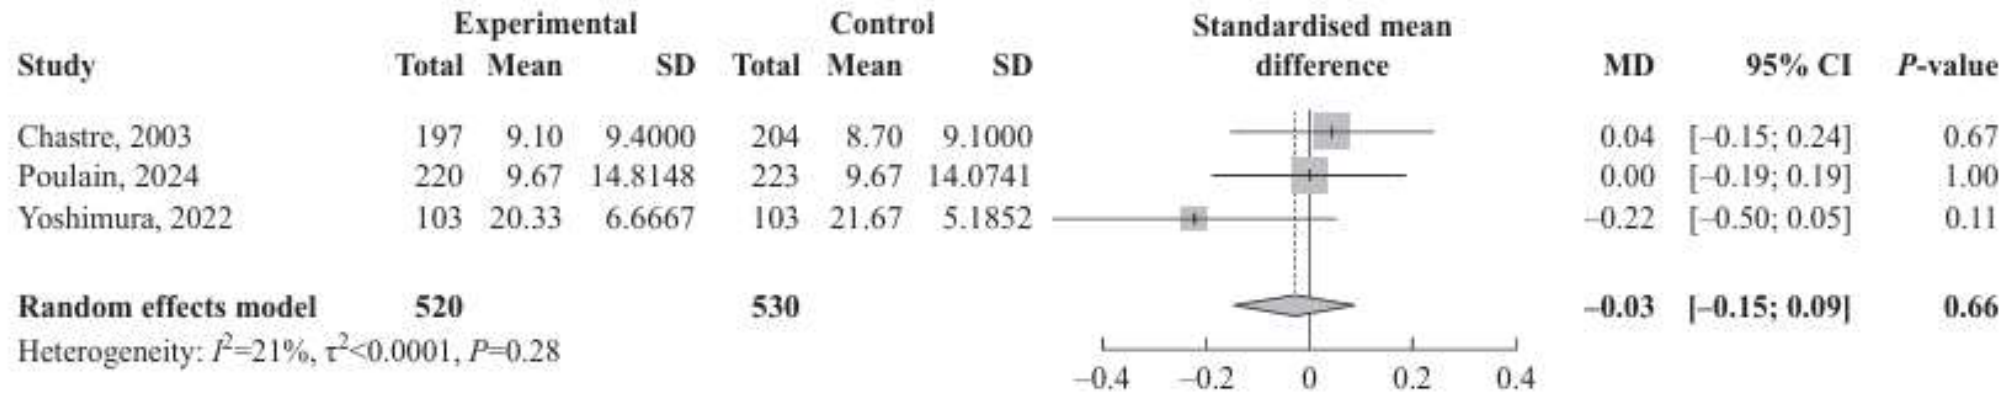 Experimental Control Standardised mean
Study Total Mean SD Total Mean SD difference MD 95% CI P-value
Chastre, 2003 197 9.10 9.4000 204 8.70 9.1000 0.04 [–0.15; 0.24] 0.67
Poulain, 2024 220 9.67 14.8148 223 9.67 14.0741 0.00 [–0.19; 0.19] 1.00
Yoshimura, 2022 103 20.33 6.6667 103 21.67 5.1852 –0.22 [–0.50; 0.05] 0.11
Random effects model 520 530 –0.03 [–0.15; 0.09] 0.66
Heterogeneity: I²=21%, τ²<0.0001, P=0.28
–0.4 –0.2 0 0.2 0.4